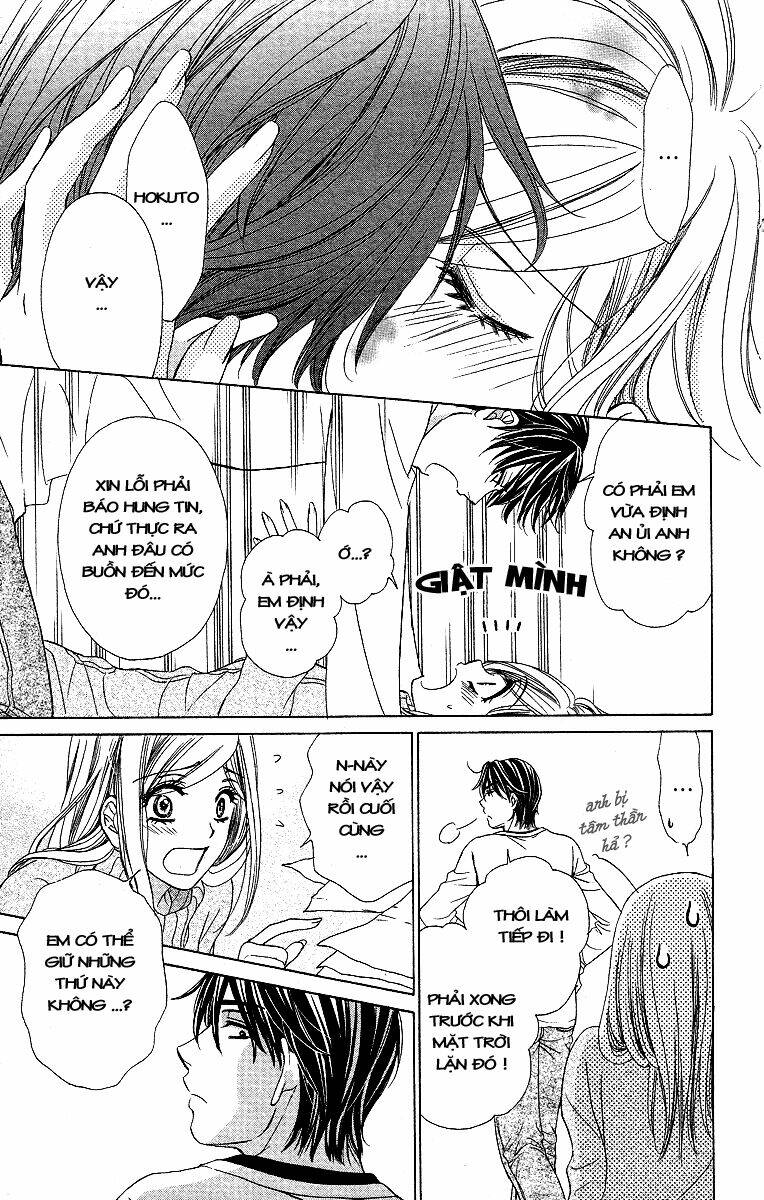 ...
HOKUTO
...
VẬY
...
CÓ PHẢI EM
VỪA ĐỊNH
AN ỦI ANH
KHÔNG ?
GIẬT MÌNH
Ớ...?
À PHẢI,
EM ĐỊNH
VẬY
...
XIN LỖI PHẢI
BÁO HUNG TIN,
CHỨ THỰC RA
ANH ĐÂU CÓ
BUỒN ĐẾN MỨC
ĐÓ...
...
anh bị
tâm thần
hả ?
THÔI LÀM
TIẾP ĐI !
PHẢI XONG
TRƯỚC KHI
MẶT TRỜI
LẶN ĐÓ !
N-NÀY
NÓI VẬY
RỒI CUỐI
CÙNG
...
EM CÓ THỂ
GIỮ NHỮNG
THỨ NÀY
KHÔNG ...?